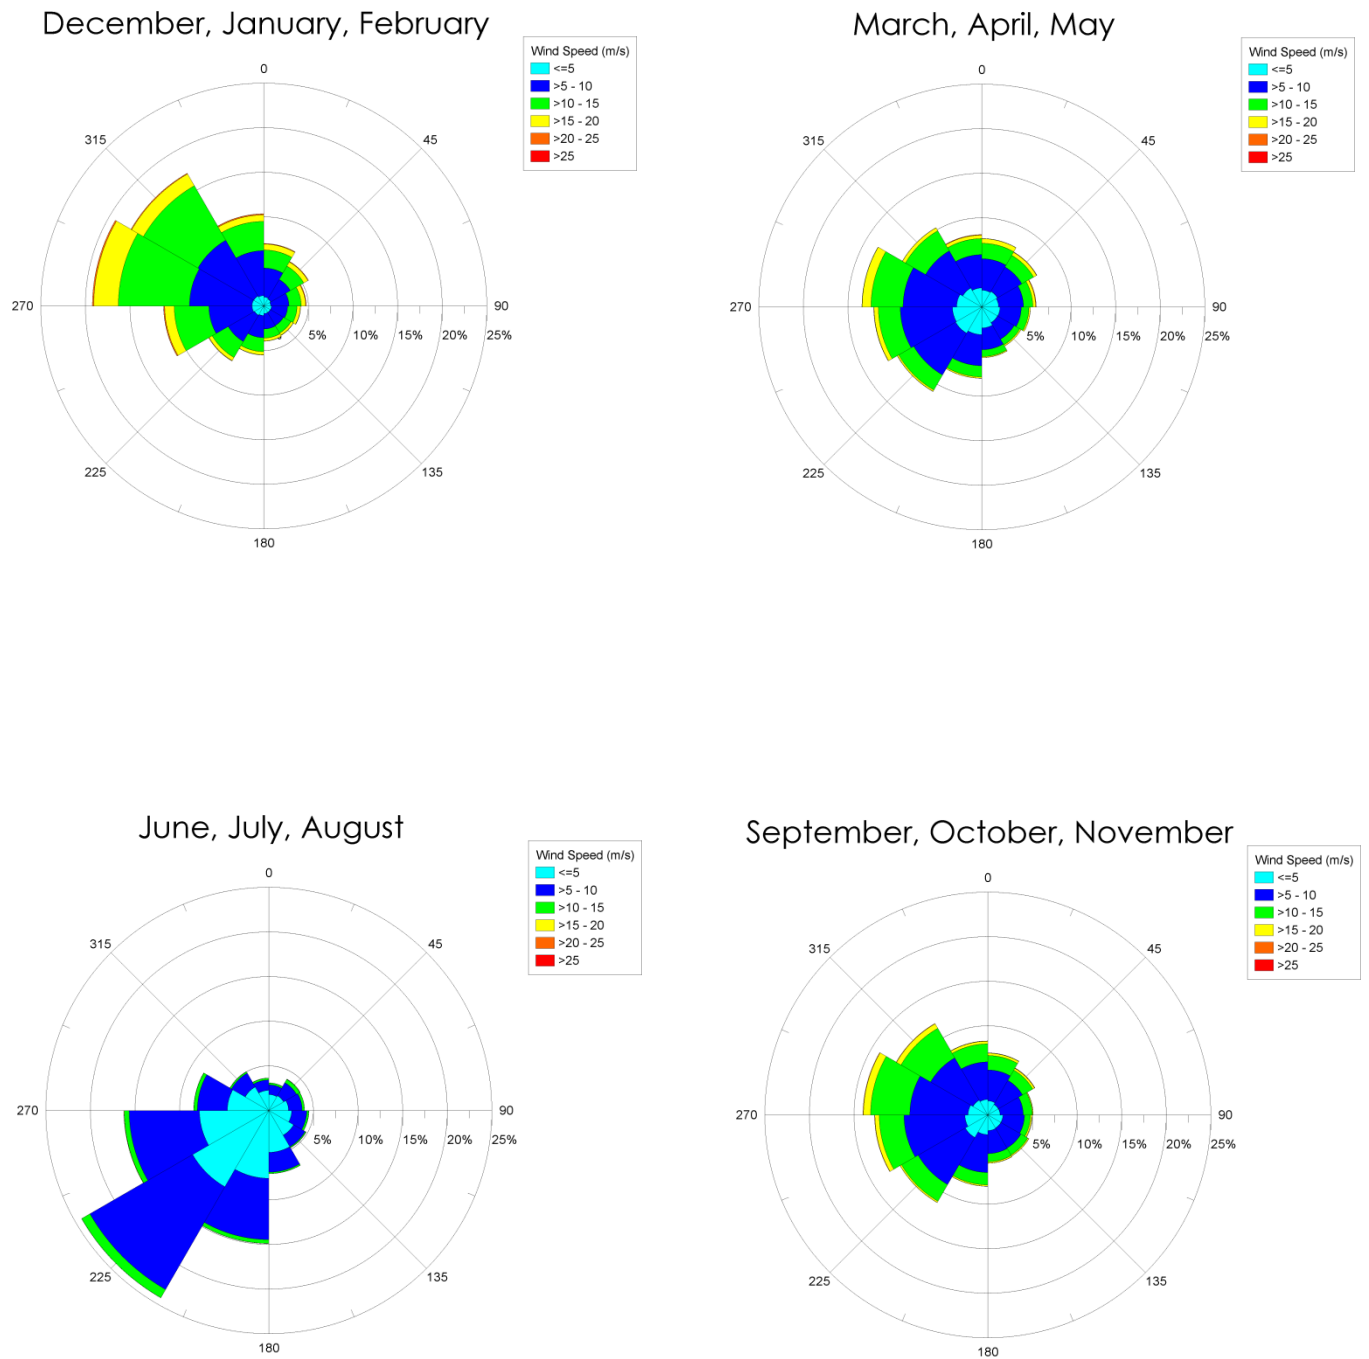 December, January, February
Wind Speed (m/s)
<=5
>5 - 10
>10 - 15
>15 - 20
>20 - 25
>25
0
315
45
270
90
5%
10%
15%
20%
25%
225
135
180
March, April, May
Wind Speed (m/s)
<=5
>5 - 10
>10 - 15
>15 - 20
>20 - 25
>25
0
315
45
270
90
5%
10%
15%
20%
25%
225
135
180
June, July, August
Wind Speed (m/s)
<=5
>5 - 10
>10 - 15
>15 - 20
>20 - 25
>25
0
315
45
270
90
5%
10%
15%
20%
25%
225
135
180
September, October, November
Wind Speed (m/s)
<=5
>5 - 10
>10 - 15
>15 - 20
>20 - 25
>25
0
315
45
270
90
5%
10%
15%
20%
25%
225
135
180